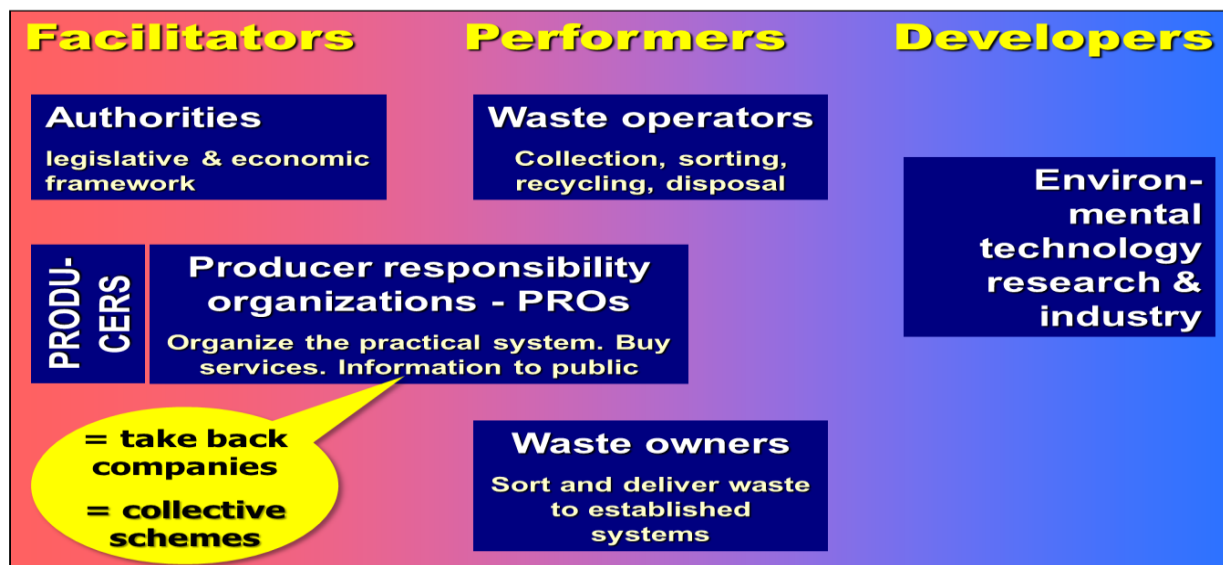 Facilitators
Performers
Developers
Authorities
legislative & economic
framework
Waste operators
Collection, sorting,
recycling, disposal
Environ-
mental
technology
research &
industry
PRODU-
CERS
Producer responsibility
organizations - PROs
Organize the practical system. Buy
services. Information to public
= take back
companies
= collective
schemes
Waste owners
Sort and deliver waste
to established
systems